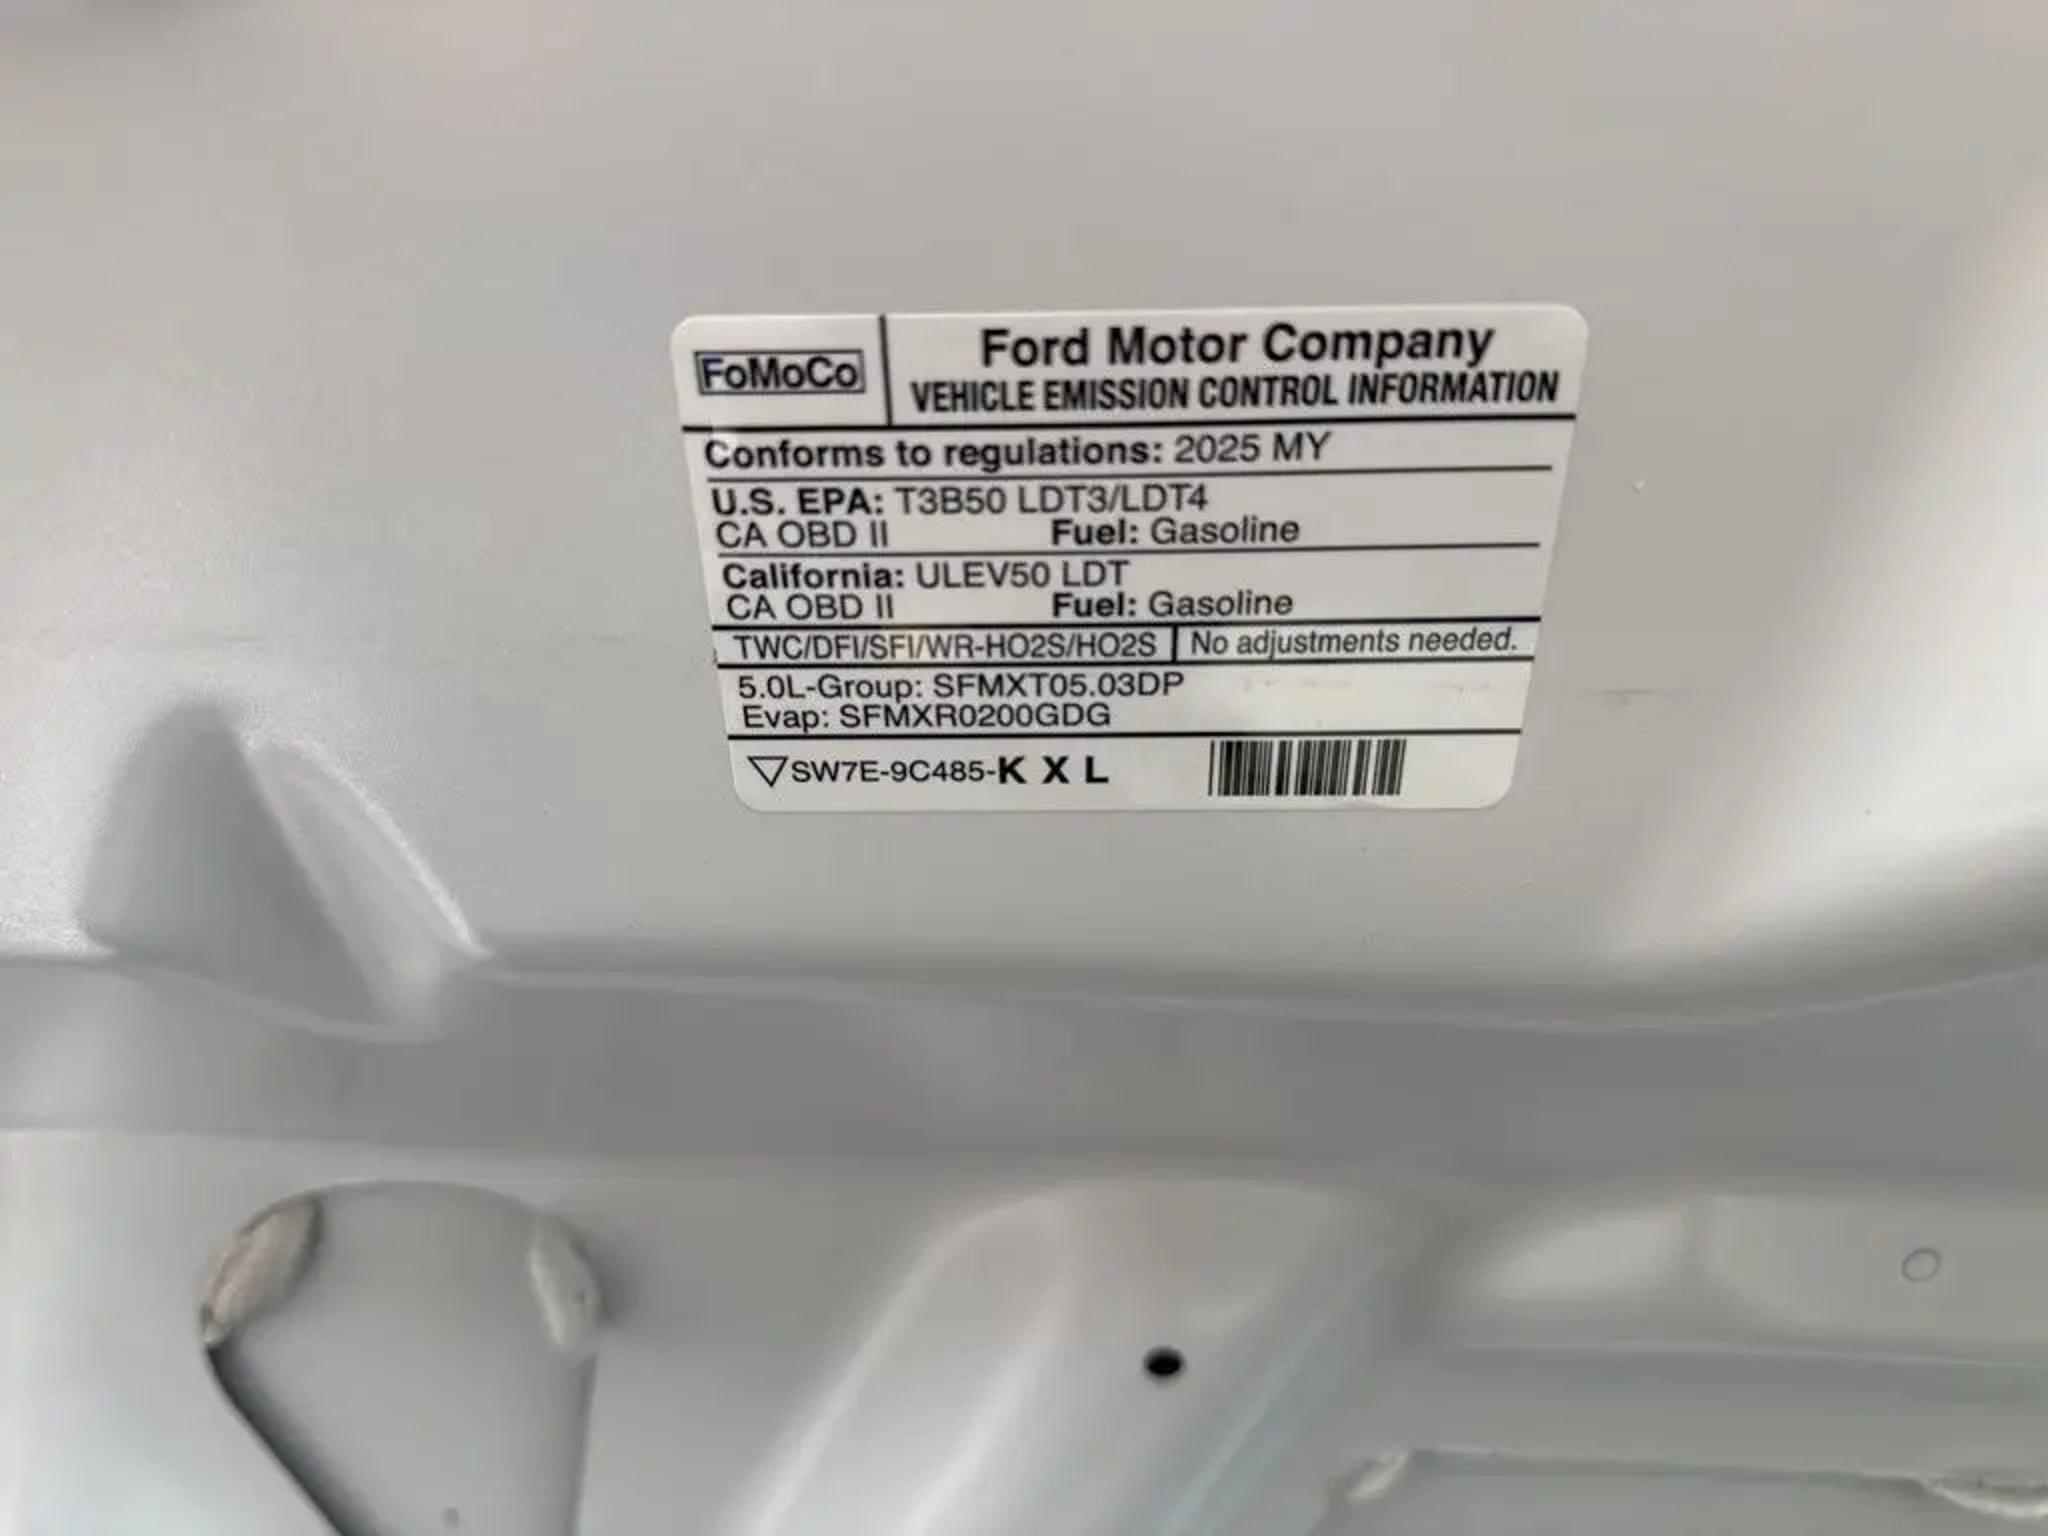 FoMoCo
Ford Motor Company
VEHICLE EMISSION CONTROL INFORMATION
Conforms to regulations: 2025 MY
U.S. EPA: T3B50 LDT3/LDT4
CA OBD II Fuel: Gasoline
California: ULEV50 LDT
CA OBD II Fuel: Gasoline
TWC/DFI/SFI/WR-HO2S/HO2S No adjustments needed.
5.0L-Group: SFMXT05.03DP
Evap: SFMXR0200GDG
SW7E-9C485-K X L